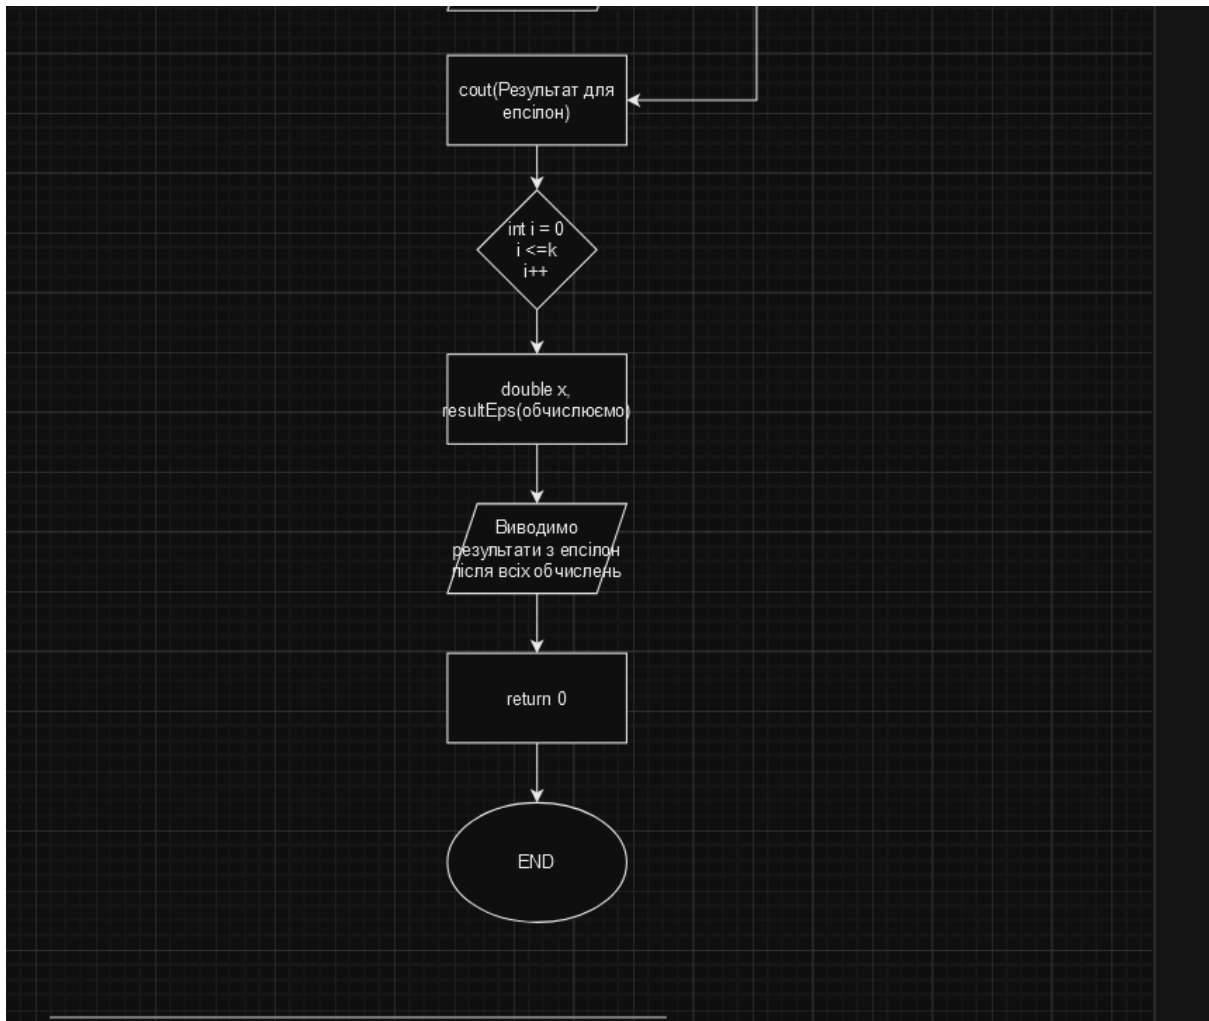 cout(Результат для
епсілон)
int i = 0
i <=k
i++
double x,
resultEps(обчислюємо)
Виводимо
результати з епсілон
після всіх обчислень
return 0
END